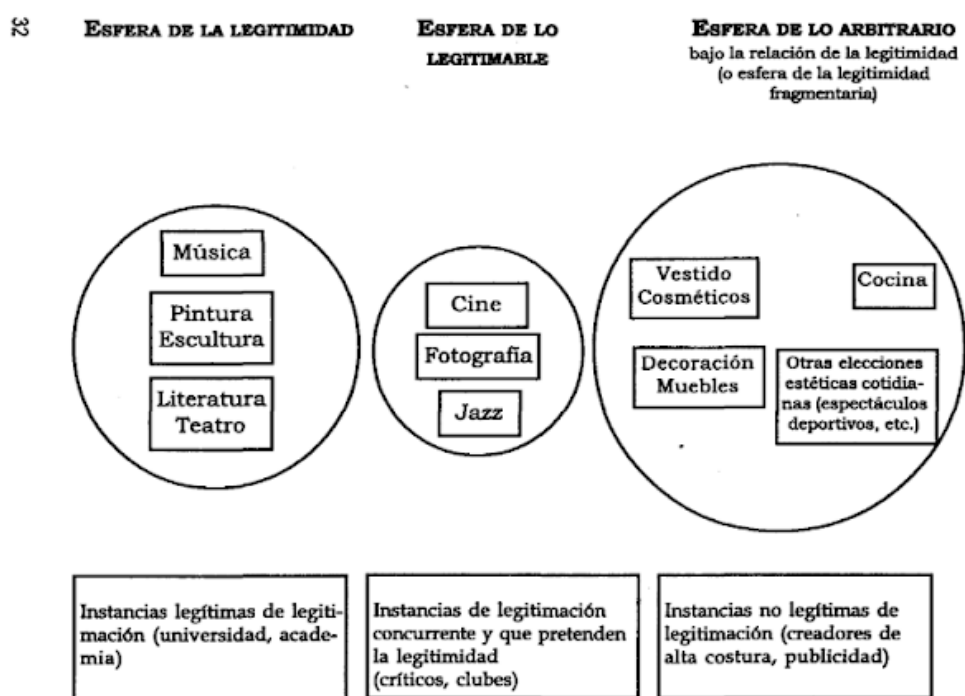 32
ESFERA DE LA LEGITIMIDAD
ESFERA DE LO
LEGITIMABLE
ESFERA DE LO ARBITRARIO
bajo la relación de la legitimidad
(o esfera de la legitimidad
fragmentaria)
Música
Pintura
Escultura
Literatura
Teatro
Cine
Fotografía
Jazz
Vestido
Cosméticos
Cocina
Decoración
Muebles
Otras elecciones
estéticas cotidia-
nas (espectáculos
deportivos, etc.)
Instancias legítimas de legiti-
mación (universidad, acade-
mia)
Instancias de legitimación
concurrente y que pretenden
la legitimidad
(críticos, clubes)
Instancias no legítimas de
legitimación (creadores de
alta costura, publicidad)